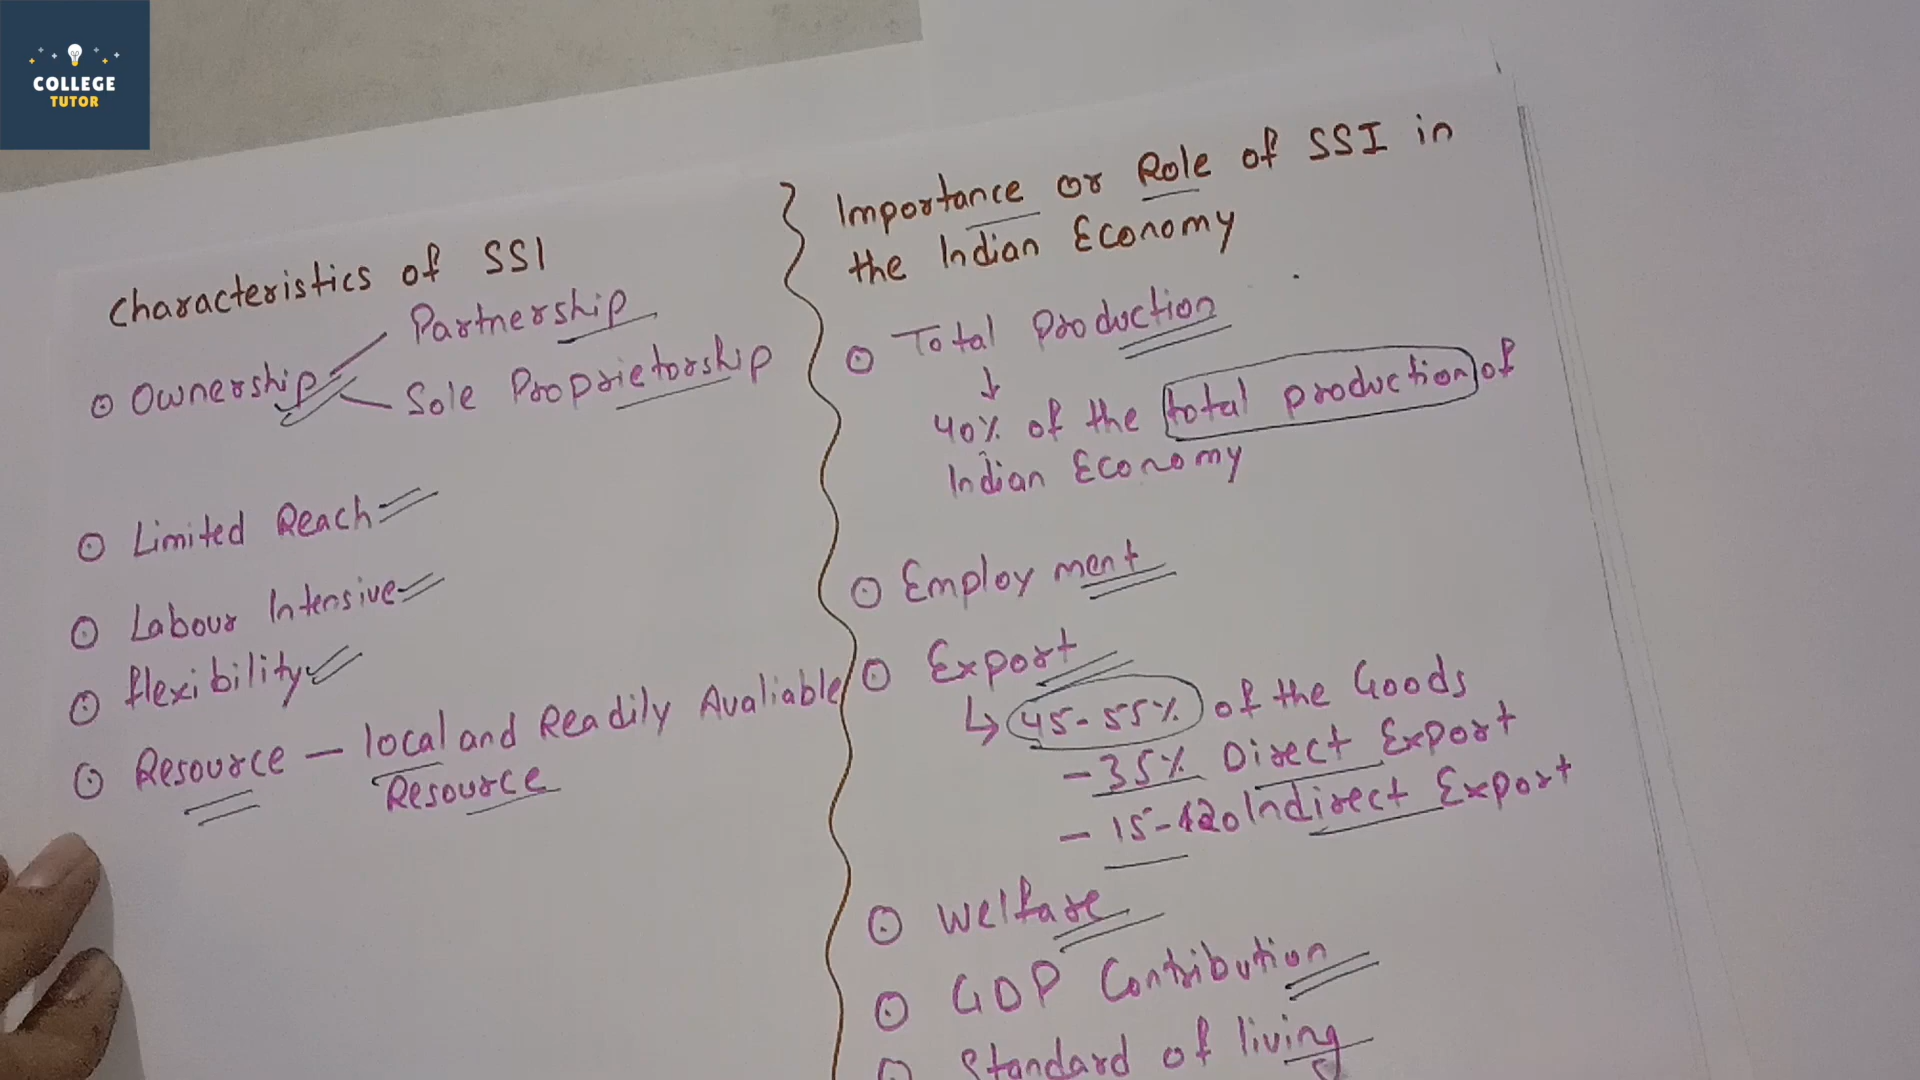 COLLEGE
TUTOR
Characteristics of SSI
Ownership
Partnership
Sole Proprietorship
Limited Reach
Labour Intensive
flexibility
Resource — local and Readily Avaliable
Resource
Importance or Role of SSI in
the Indian Economy
Total Production
↓
40% of the total production of
Indian Economy
Employment
Export
↳ 45-55% of the Goods
- 35% Direct Export
- 15- Indirect Export
Welfare
GDP Contribution
Standard of living